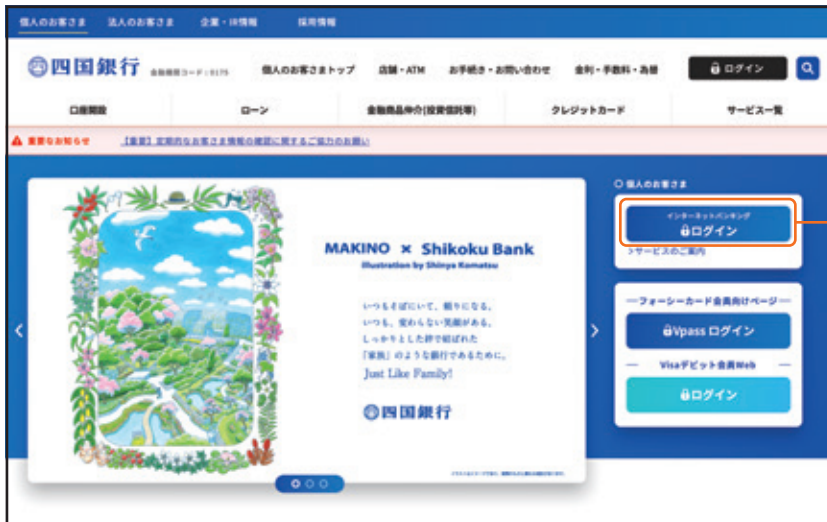 個人のお客さま 法人のお客さま 企業・IR情報 採用情報
四国銀行 金融機関コード:0175 個人のお客さまトップ 店舗・ATM お手続き・お問い合わせ 金利・手数料・為替 ログイン
口座開設 ローン 金融商品仲介(投資信託等) クレジットカード サービス一覧
重要なお知らせ 【重要】定期的なお客さま情報の確認に関するご協力のお願い
個人のお客さま
インターネットバンキング
ログイン
>サービスのご案内
MAKINO × Shikoku Bank
Illustration by Shinya Komatsu
いつもそばにいて、頼りになる。
いつも、変わらない笑顔がある。
しっかりとした絆で結ばれた
「家族」のような銀行であるために。
Just Like Family!
四国銀行
フォーシーカード会員向けページ
Vpass ログイン
Visaデビット会員Web
ログイン